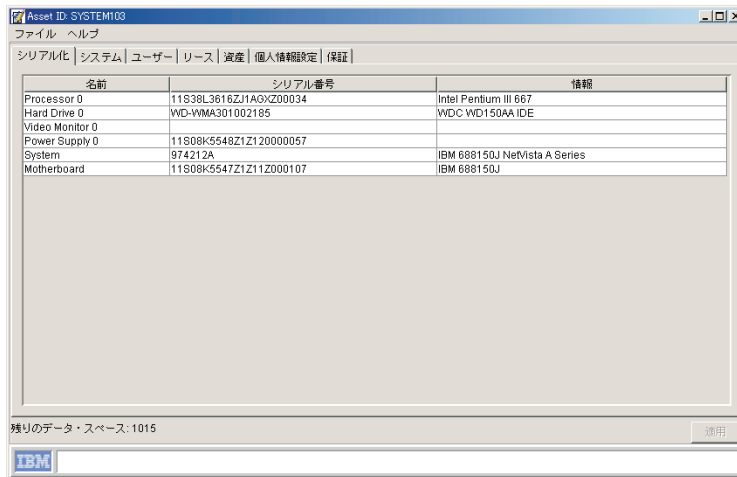 Asset ID: SYSTEM103
ファイル ヘルプ
シリアル化 システム ユーザー リース 資産 個人情報設定 保証
名前 シリアル番号 情報
Processor 0 11S38L3616ZJ1AGXZ00034 Intel Pentium III 667
Hard Drive 0 WD-WMA301002185 WDC WD150AA IDE
Video Monitor 0
Power Supply 0 11S08K5548Z1Z120000057
System 974212A IBM 688150J NetVista A Series
Motherboard 11S08K5547Z1Z11Z000107 IBM 688150J
残りのデータ・スペース: 1015
適用
IBM